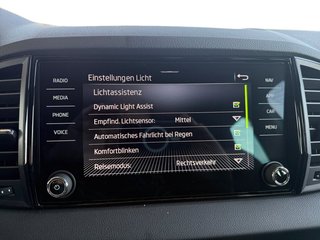 RADIO
MEDIA
PHONE
VOICE
Einstellungen Licht
Lichtassistenz
Dynamic Light Assist
Empfind. Lichtsensor: Mittel
Automatisches Fahrlicht bei Regen
Komfortblinken
Reisemodus: Rechtsverkehr
NAV
APP
CAR
MENU